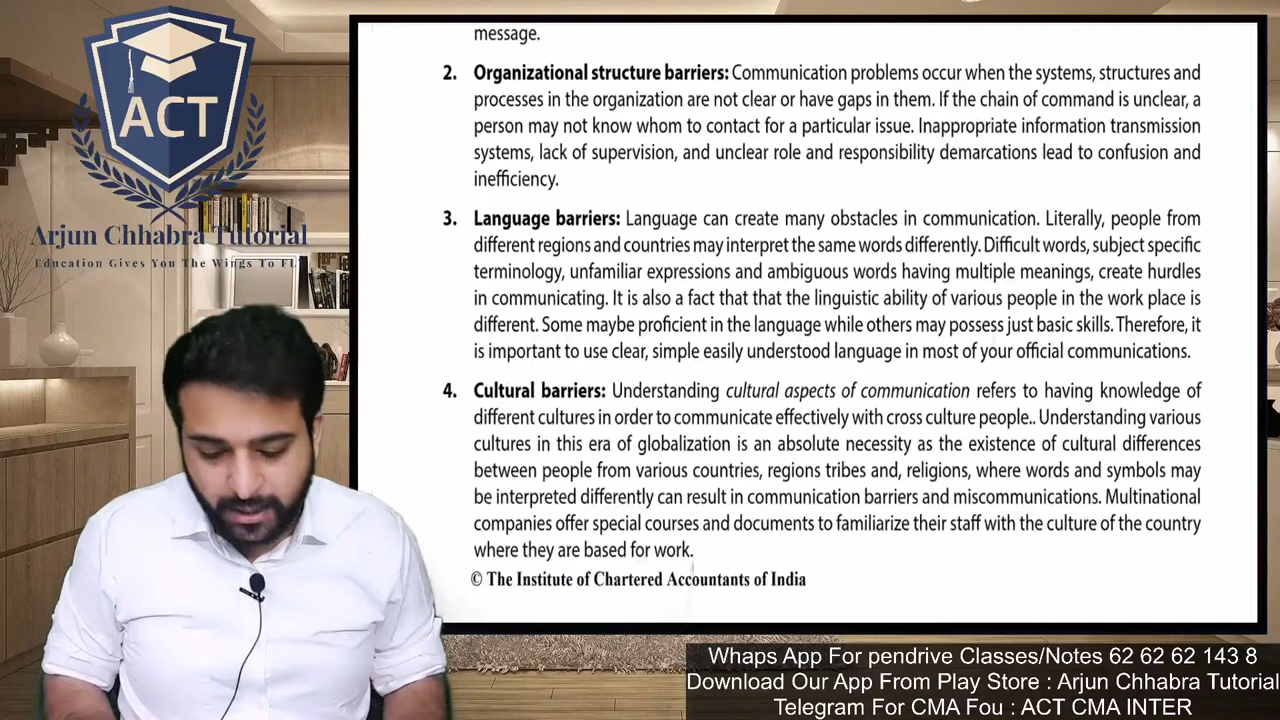 ACT
Arjun Chhabra Tutorial
Education Gives You The Wings To
message.
2. Organizational structure barriers: Communication problems occur when the systems, structures and
processes in the organization are not clear or have gaps in them. If the chain of command is unclear, a
person may not know whom to contact for a particular issue. Inappropriate information transmission
systems, lack of supervision, and unclear role and responsibility demarcations lead to confusion and
inefficiency.
3. Language barriers: Language can create many obstacles in communication. Literally, people from
different regions and countries may interpret the same words differently. Difficult words, subject specific
terminology, unfamiliar expressions and ambiguous words having multiple meanings, create hurdles
in communicating. It is also a fact that that the linguistic ability of various people in the work place is
different. Some maybe proficient in the language while others may possess just basic skills. Therefore, it
is important to use clear, simple easily understood language in most of your official communications.
4. Cultural barriers: Understanding cultural aspects of communication refers to having knowledge of
different cultures in order to communicate effectively with cross culture people.. Understanding various
cultures in this era of globalization is an absolute necessity as the existence of cultural differences
between people from various countries, regions tribes and, religions, where words and symbols may
be interpreted differently can result in communication barriers and miscommunications. Multinational
companies offer special courses and documents to familiarize their staff with the culture of the country
where they are based for work.
© The Institute of Chartered Accountants of India
Whaps App For pendrive Classes/Notes 62 62 62 143 8
Download Our App From Play Store : Arjun Chhabra Tutorial
Telegram For CMA Fou : ACT CMA INTER